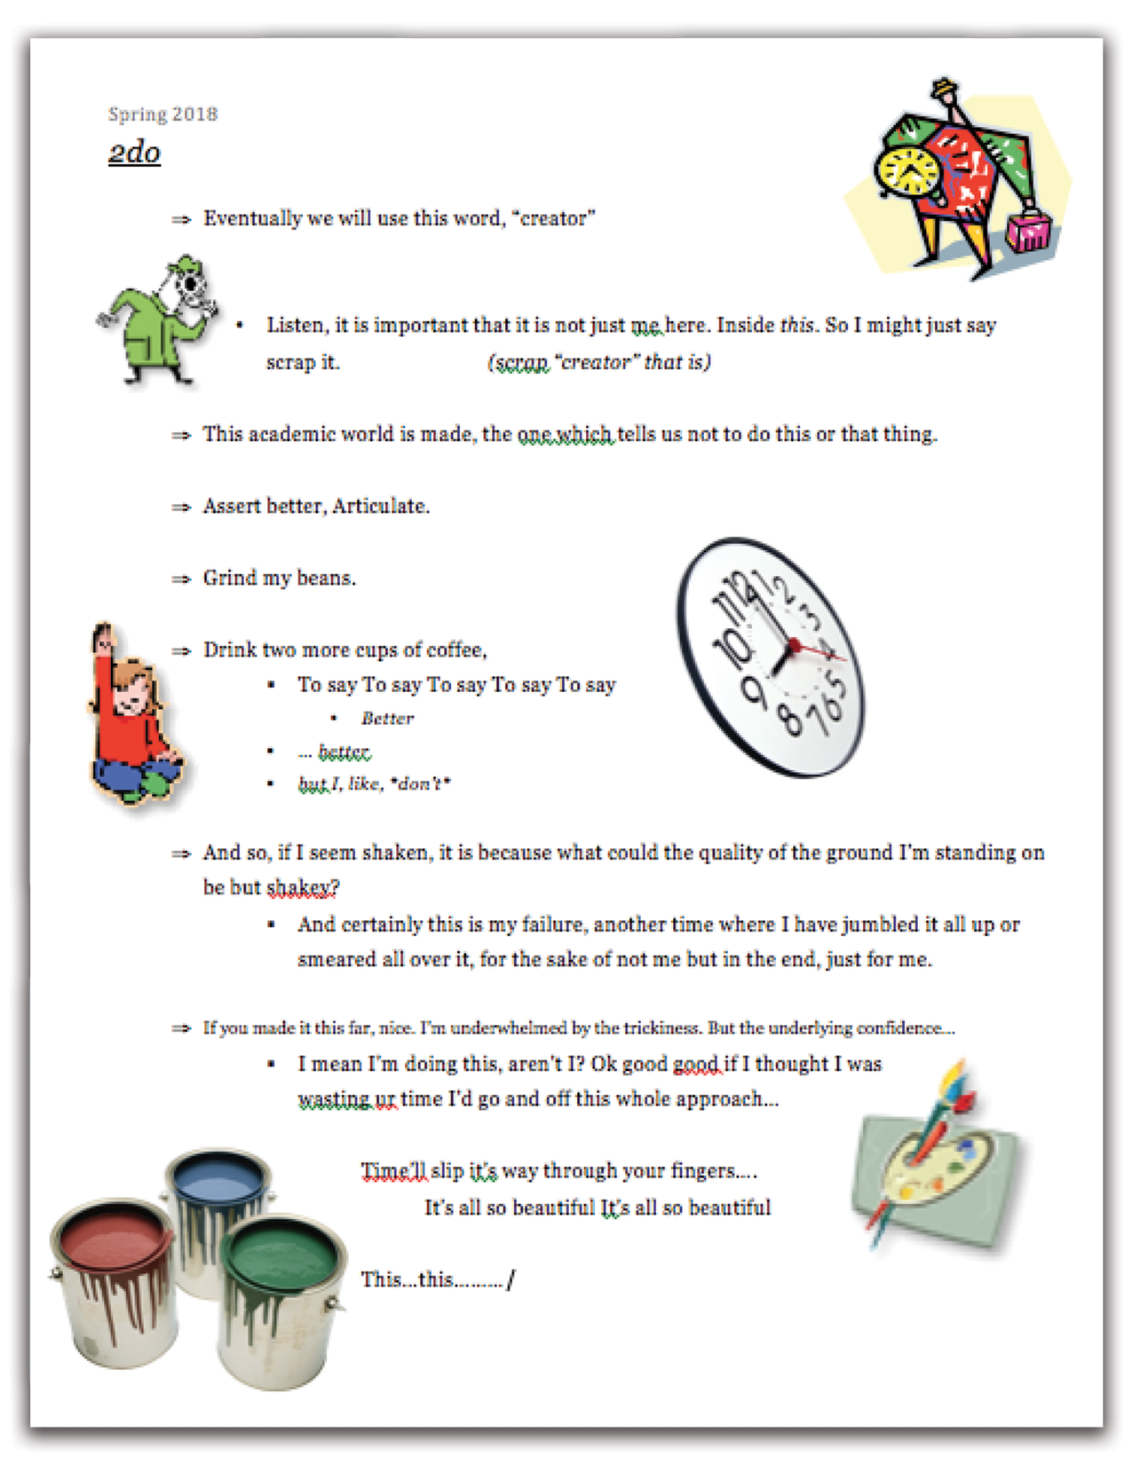 Spring 2018
2do
⇒ Eventually we will use this word, “creator”
▪ Listen, it is important that it is not just me here. Inside this. So I might just say
scrap it. (scrap “creator” that is)
⇒ This academic world is made, the one which tells us not to do this or that thing.
⇒ Assert better, Articulate.
⇒ Grind my beans.
⇒ Drink two more cups of coffee,
▪ To say To say To say To say To say
▪ Better
▪ ... better
▪ but I, like, *don't*
⇒ And so, if I seem shaken, it is because what could the quality of the ground I'm standing on
be but shakey?
▪ And certainly this is my failure, another time where I have jumbled it all up or
smeared all over it, for the sake of not me but in the end, just for me.
⇒ If you made it this far, nice. I'm underwhelmed by the trickiness. But the underlying confidence...
▪ I mean I'm doing this, aren't I? Ok good good if I thought I was
wasting ur time I'd go and off this whole approach...
Time'll slip it's way through your fingers....
It's all so beautiful It's all so beautiful
This...this........./
12
1
2
3
4
5
6
7
8
9
10
11